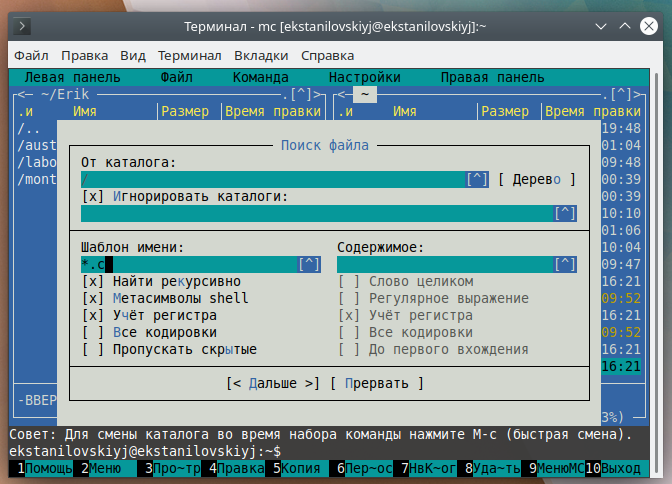 Терминал - mc [ekstanilovskiyj@ekstanilovskiyj]:~
Файл Правка Вид Терминал Вкладки Справка
Левая панель Файл Команда Настройки Правая панель
<— ~/Erik .[^]> <— ~ .[^]>
.и Имя Размер Время правки .и Имя Размер Время правки
/.. 19:48
/aust 01:04
/labo 09:48
/mont 00:39
00:39
10:10
01:06
10:04
09:47
16:21
09:52
16:21
09:52
16:21
16:21
Поиск файла
От каталога:
/ [^] [ Дерево ]
[x] Игнорировать каталоги:
[^]
Шаблон имени: Содержимое:
*.c [^] [^]
[x] Найти рекурсивно [ ] Слово целиком
[x] Метасимволы shell [ ] Регулярное выражение
[x] Учёт регистра [x] Учёт регистра
[ ] Все кодировки [ ] Все кодировки
[ ] Пропускать скрытые [ ] До первого вхождения
[< Дальше >] [ Прервать ]
-ВВЕР
3%)
Совет: Для смены каталога во время набора команды нажмите M-c (быстрая смена).
ekstanilovskiyj@ekstanilovskiyj:~$
1Помощь 2Меню 3Про~тр 4Правка 5Копия 6Пер~ос 7НвК~ог 8Уда~ть 9МенюMC 10Выход